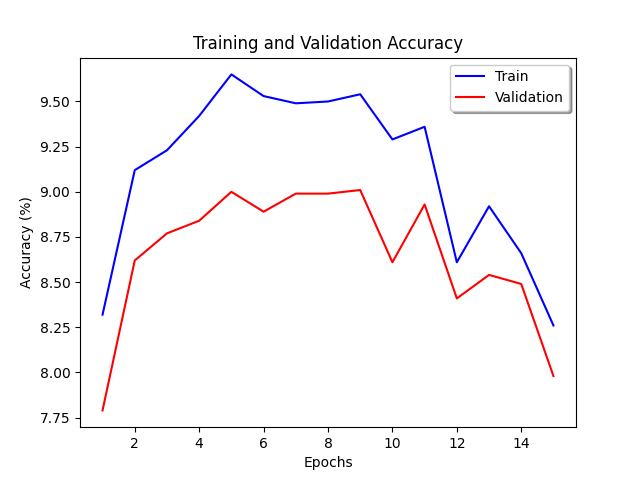 Training and Validation Accuracy
Train
Validation
9.50
9.25
9.00
8.75
8.50
8.25
8.00
7.75
Accuracy (%)
2 4 6 8 10 12 14
Epochs